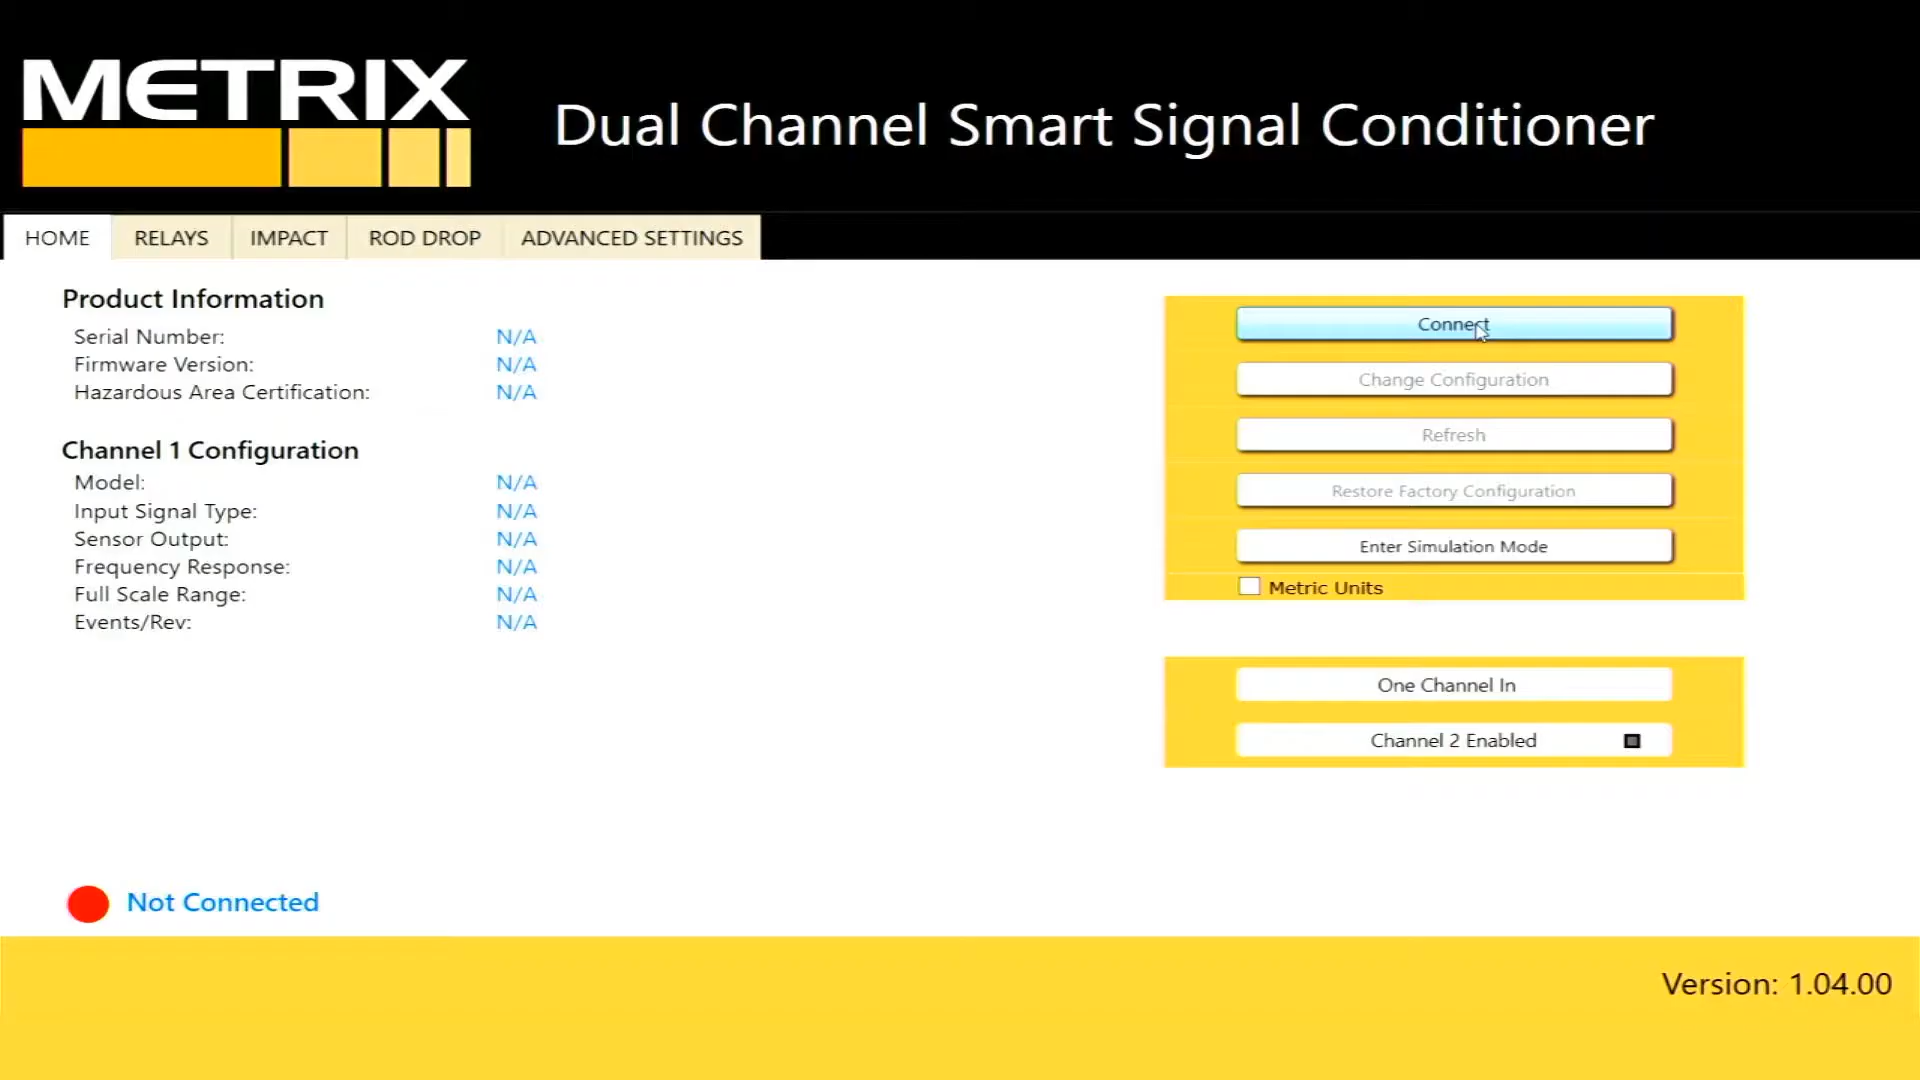 METRIX
Dual Channel Smart Signal Conditioner
HOME RELAYS IMPACT ROD DROP ADVANCED SETTINGS
Product Information
Serial Number: N/A
Firmware Version: N/A
Hazardous Area Certification: N/A
Channel 1 Configuration
Model: N/A
Input Signal Type: N/A
Sensor Output: N/A
Frequency Response: N/A
Full Scale Range: N/A
Events/Rev: N/A
Connect
Change Configuration
Refresh
Restore Factory Configuration
Enter Simulation Mode
Metric Units
One Channel In
Channel 2 Enabled
Not Connected
Version: 1.04.00